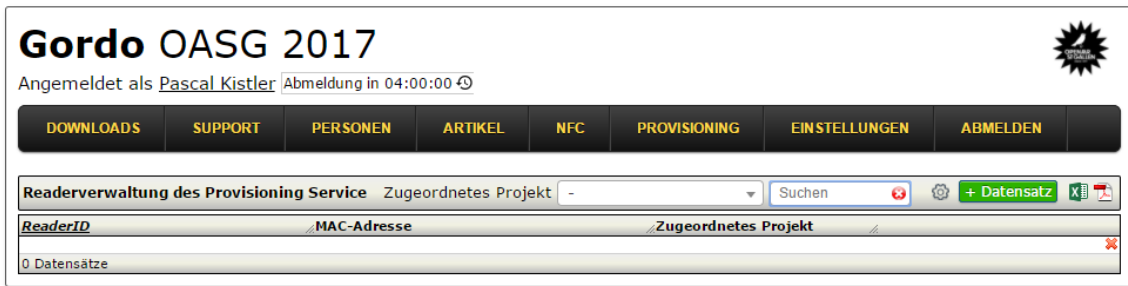 Gordo OASG 2017
Angemeldet als Pascal Kistler Abmeldung in 04:00:00
DOWNLOADS SUPPORT PERSONEN ARTIKEL NFC PROVISIONING EINSTELLUNGEN ABMELDEN
Readerverwaltung des Provisioning Service Zugeordnetes Projekt - Suchen + Datensatz
ReaderID MAC-Adresse Zugeordnetes Projekt
0 Datensätze